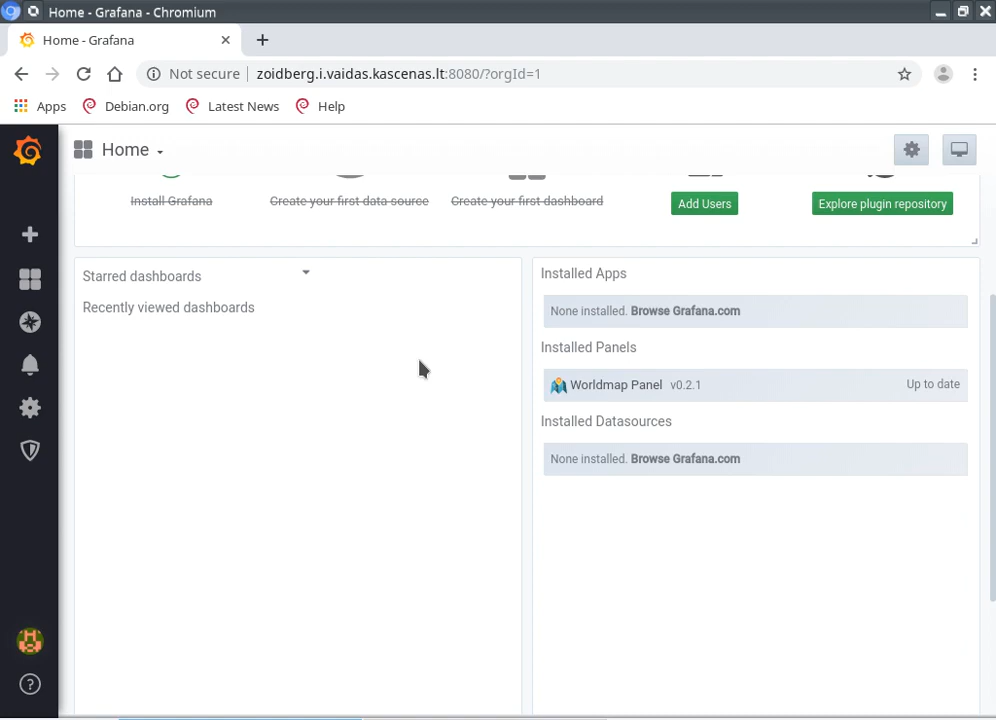 Home - Grafana - Chromium
Home - Grafana
Not secure zoidberg.i.vaidas.kascenas.lt:8080/?orgId=1
Apps Debian.org Latest News Help
Home
Install Grafana Create your first data source Create your first dashboard Add Users Explore plugin repository
Starred dashboards
Recently viewed dashboards
Installed Apps
None installed. Browse Grafana.com
Installed Panels
Worldmap Panel v0.2.1 Up to date
Installed Datasources
None installed. Browse Grafana.com